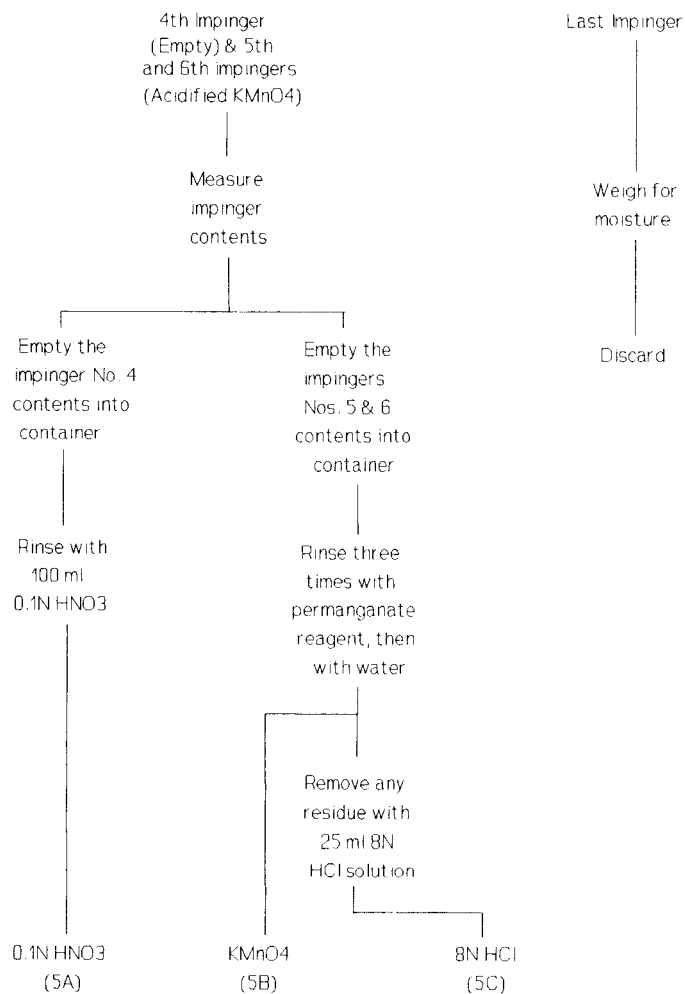 4th Impinger
(Empty) & 5th
and 6th impingers
(Acidified KMnO4)
Measure
impinger
contents
Empty the
impinger No. 4
contents into
container
Rinse with
100 ml
0.1N HNO3
Empty the
impingers
Nos. 5 & 6
contents into
container
Rinse three
times with
permanganate
reagent, then
with water
Remove any
residue with
25 ml 8N
HCl solution
0.1N HNO3
(5A)
KMnO4
(5B)
8N HCl
(5C)
Last Impinger
Weigh for
moisture
Discard